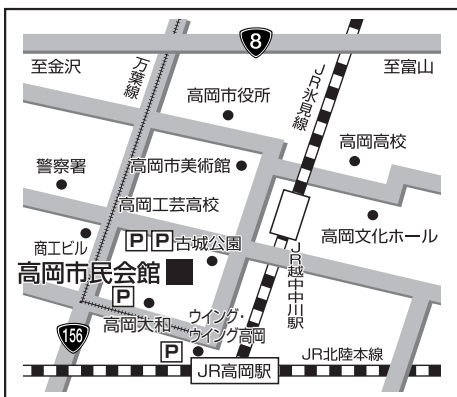 8
至金沢
万葉線
JR氷見線
至富山
高岡市役所
高岡高校
警察署
高岡市美術館
高岡工芸高校
商工ビル
P P 古城公園
高岡文化ホール
JR越中中川駅
高岡市民会館
P
高岡大和
ウイング・
ウイング高岡
156
P
JR北陸本線
JR高岡駅